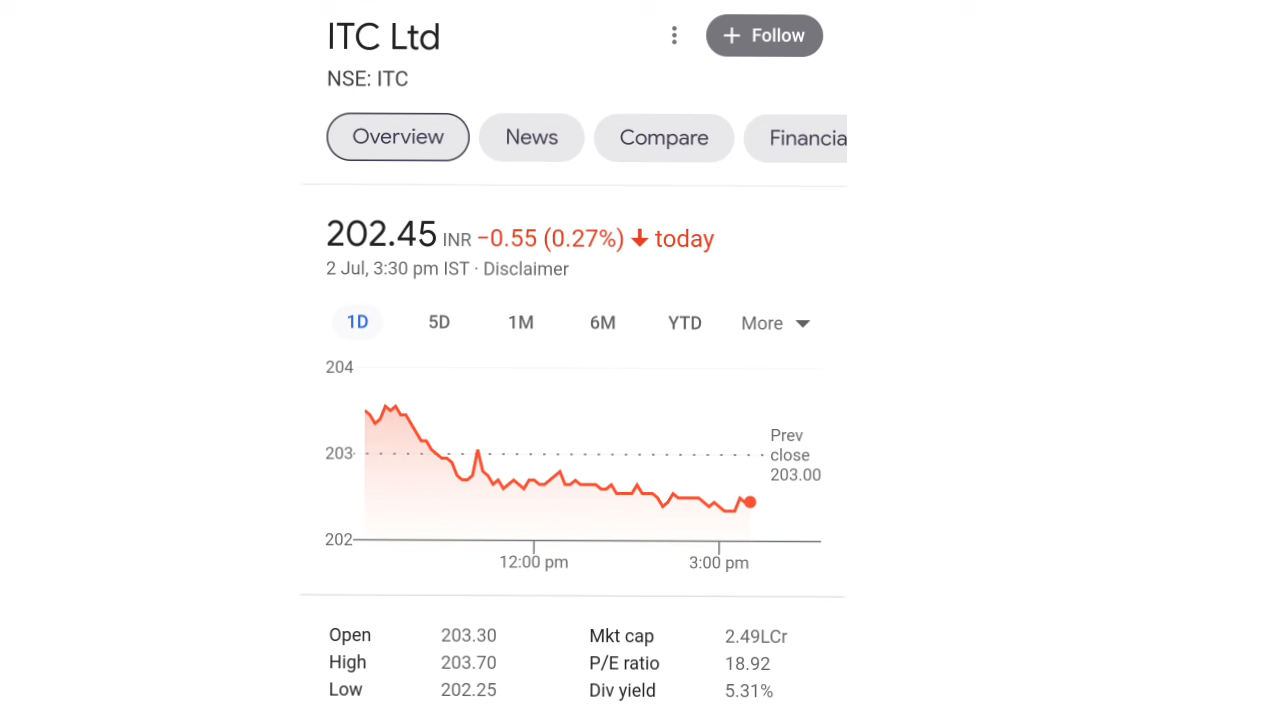 ITC Ltd
+ Follow
NSE: ITC
Overview News Compare Financia
202.45 INR −0.55 (0.27%) ↓ today
2 Jul, 3:30 pm IST · Disclaimer
1D 5D 1M 6M YTD More
204
203
Prev
close
203.00
202
12:00 pm 3:00 pm
Open 203.30 Mkt cap 2.49LCr
High 203.70 P/E ratio 18.92
Low 202.25 Div yield 5.31%